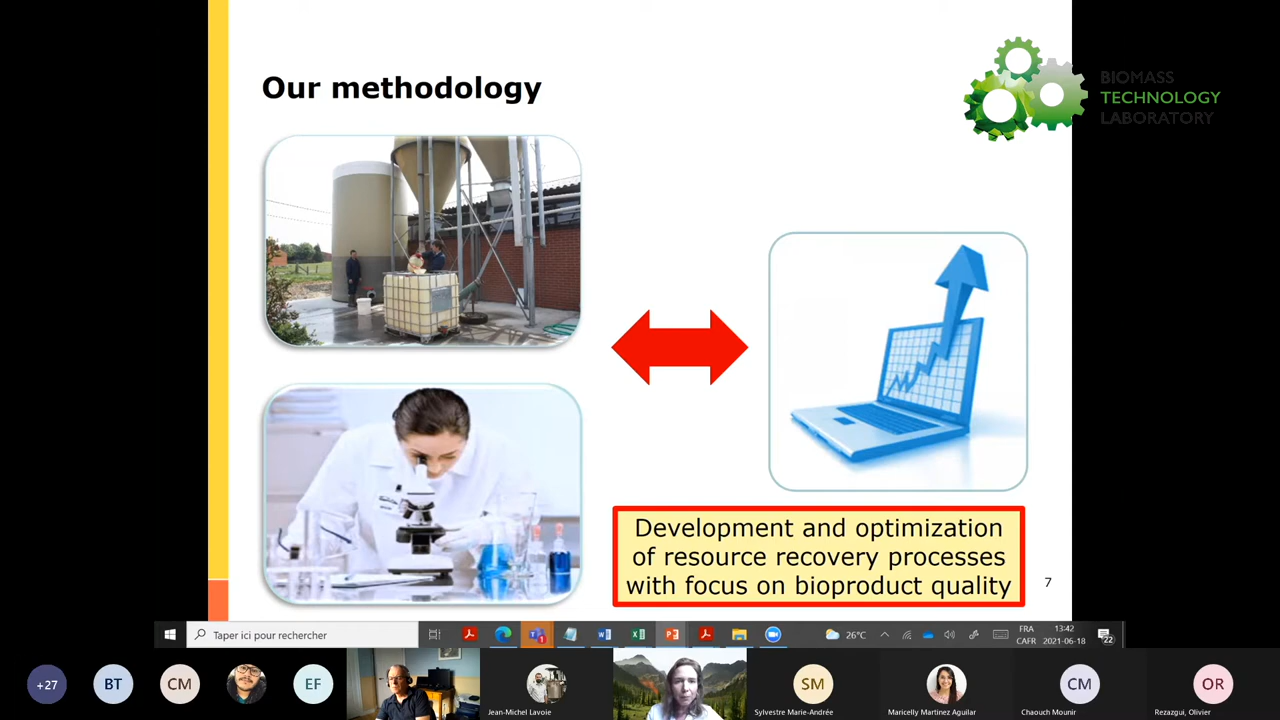 Our methodology
BIOMASS
TECHNOLOGY
LABORATORY
Development and optimization
of resource recovery processes
with focus on bioproduct quality
7
Taper ici pour rechercher
26°C
FRA
CAFR
13:42
2021-06-18
22
+27
BT
CM
EF
Jean-Michel Lavoie
SM
Sylvestre Marie-Andrée
Maricelly Martinez Aguilar
CM
Chaouch Mounir
OR
Rezazgui, Olivier